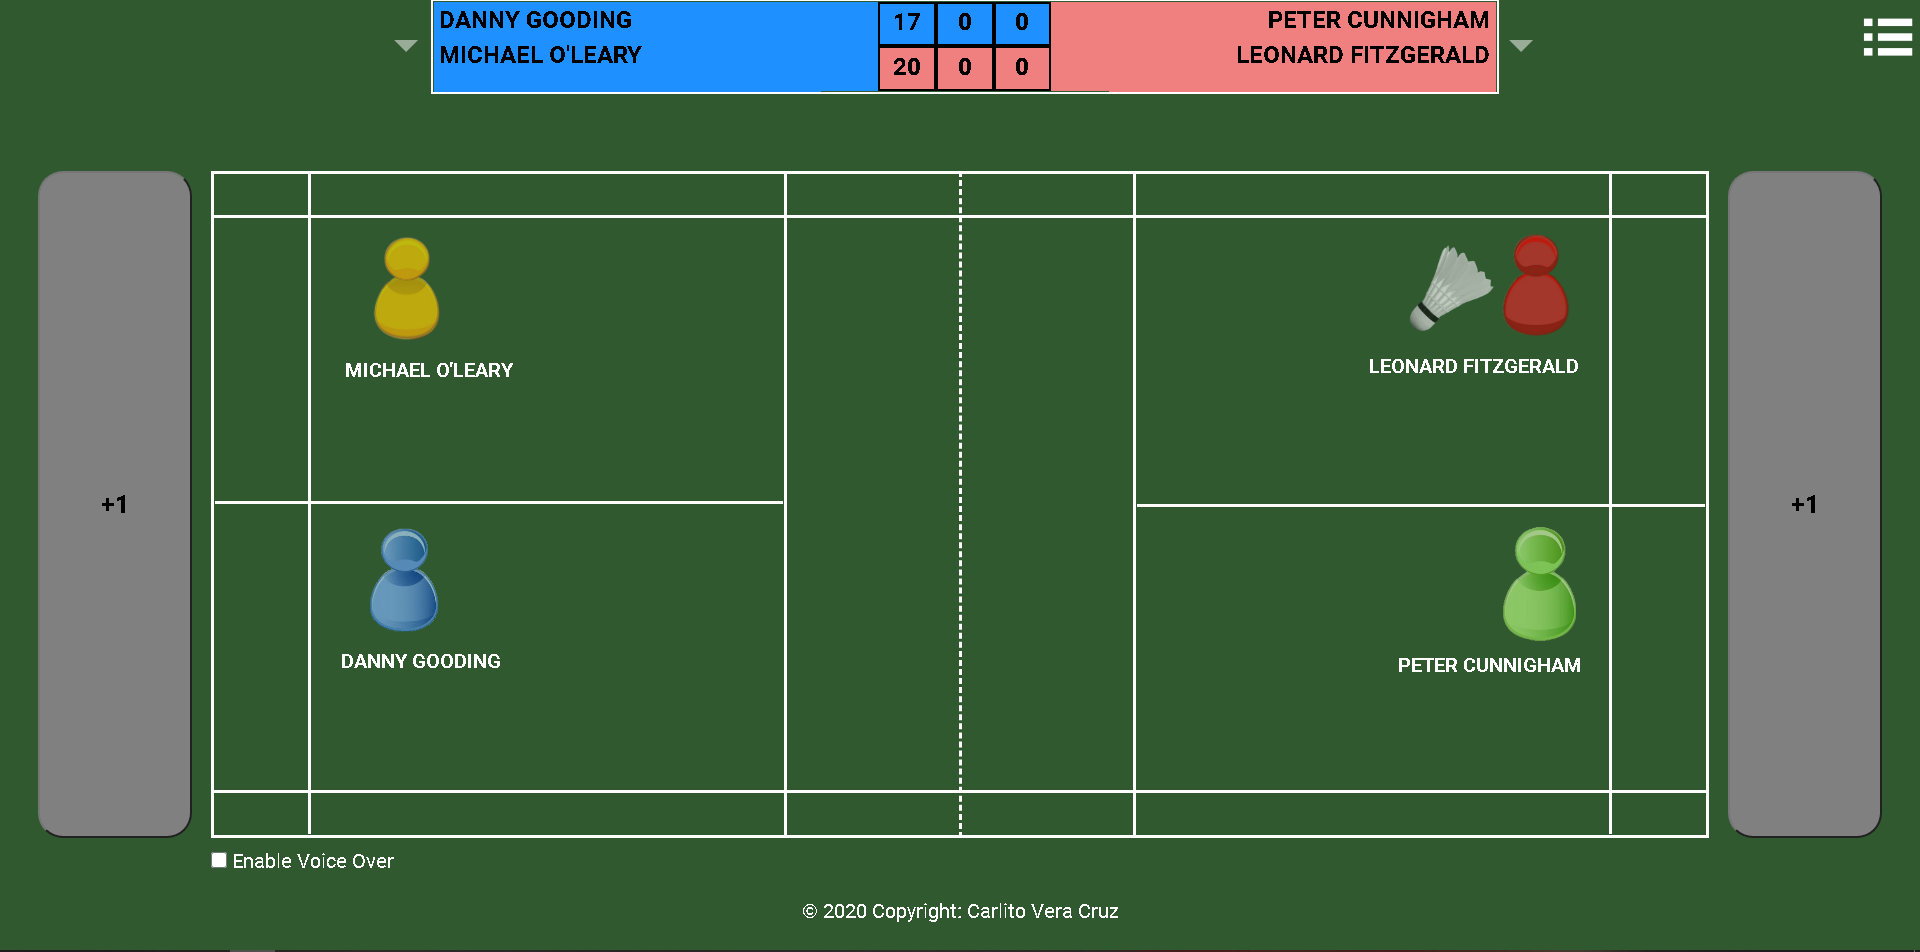 DANNY GOODING 17 0 0 PETER CUNNIGHAM
MICHAEL O'LEARY 20 0 0 LEONARD FITZGERALD
MICHAEL O'LEARY
LEONARD FITZGERALD
+1
+1
DANNY GOODING
PETER CUNNIGHAM
Enable Voice Over
© 2020 Copyright: Carlito Vera Cruz